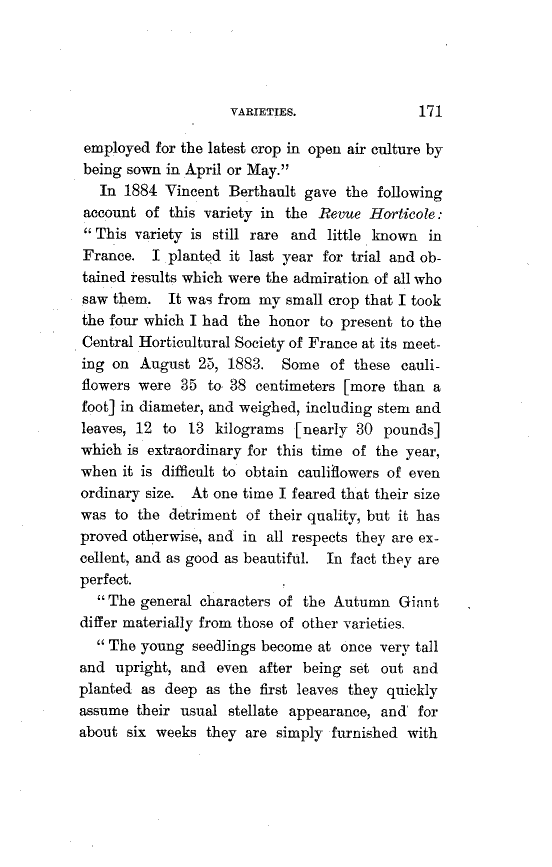 VARIETIES. 171
employed for the latest crop in open air culture by
being sown in April or May."
In 1884 Vincent Berthault gave the following
account of this variety in the Revue Horticole:
"This variety is still rare and little known in
France. I planted it last year for trial and ob-
tained results which were the admiration of all who
saw them. It was from my small crop that I took
the four which I had the honor to present to the
Central Horticultural Society of France at its meet-
ing on August 25, 1883. Some of these cauli-
flowers were 35 to 38 centimeters [more than a
foot] in diameter, and weighed, including stem and
leaves, 12 to 13 kilograms [nearly 30 pounds]
which is extraordinary for this time of the year,
when it is difficult to obtain cauliflowers of even
ordinary size. At one time I feared that their size
was to the detriment of their quality, but it has
proved otherwise, and in all respects they are ex-
cellent, and as good as beautiful. In fact they are
perfect.
"The general characters of the Autumn Giant
differ materially from those of other varieties.
"The young seedlings become at once very tall
and upright, and even after being set out and
planted as deep as the first leaves they quickly
assume their usual stellate appearance, and for
about six weeks they are simply furnished with